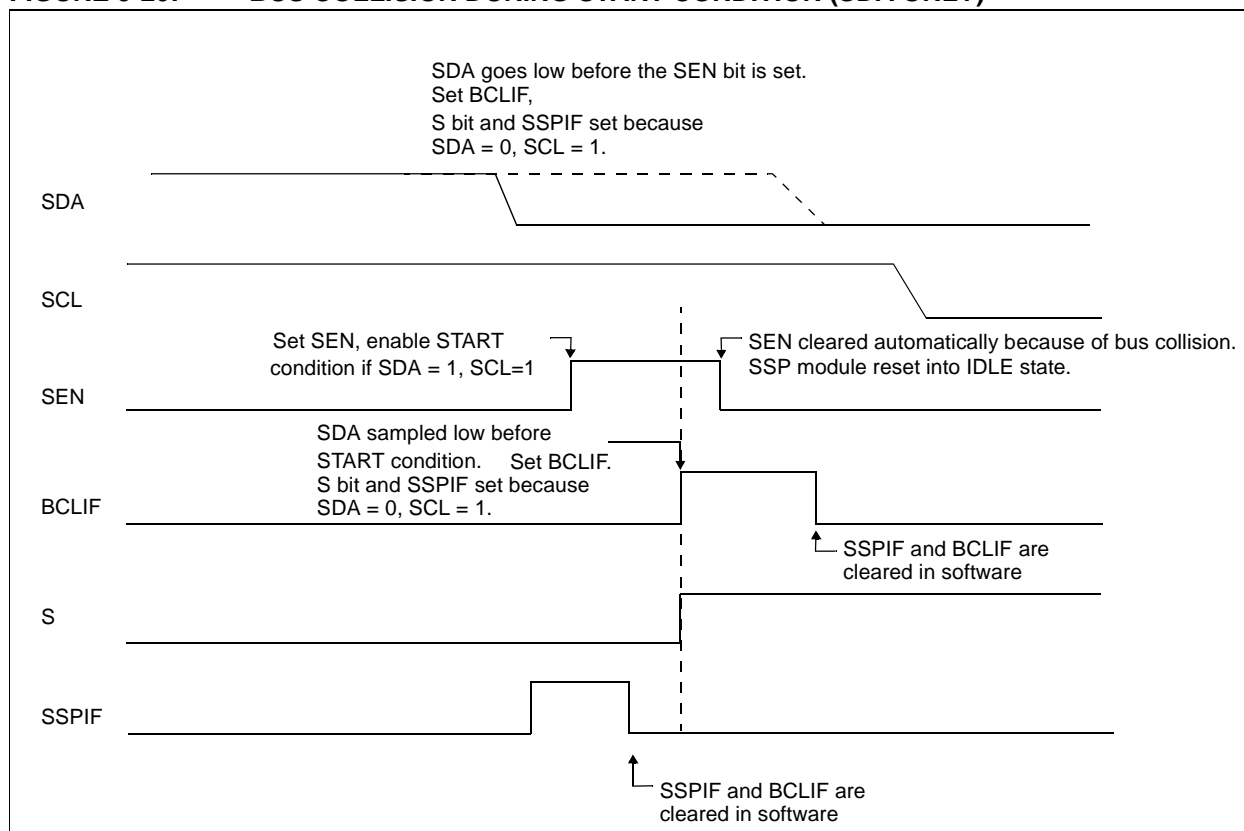 SDA goes low before the SEN bit is set.
Set BCLIF,
S bit and SSPIF set because
SDA = 0, SCL = 1.
SDA
SCL
Set SEN, enable START
condition if SDA = 1, SCL=1
SEN cleared automatically because of bus collision.
SSP module reset into IDLE state.
SEN
SDA sampled low before
START condition. Set BCLIF.
S bit and SSPIF set because
SDA = 0, SCL = 1.
BCLIF
SSPIF and BCLIF are
cleared in software
S
SSPIF
SSPIF and BCLIF are
cleared in software